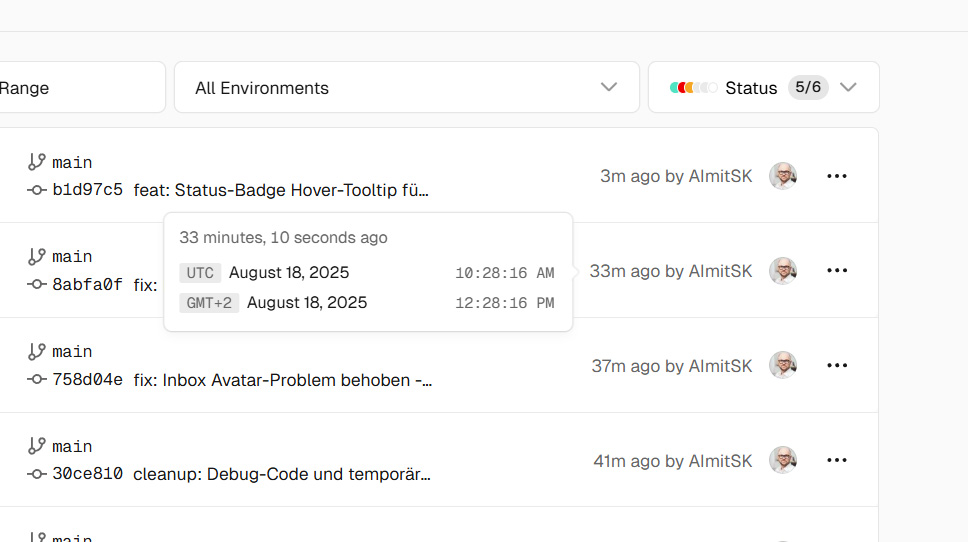 Range
All Environments
Status 5/6
main
b1d97c5 feat: Status-Badge Hover-Tooltip fü...
3m ago by AlmitSK
33 minutes, 10 seconds ago
UTC August 18, 2025 10:28:16 AM
GMT+2 August 18, 2025 12:28:16 PM
main
8abfa0f fix:
33m ago by AlmitSK
main
758d04e fix: Inbox Avatar-Problem behoben -...
37m ago by AlmitSK
main
30ce810 cleanup: Debug-Code und temporär...
41m ago by AlmitSK
main